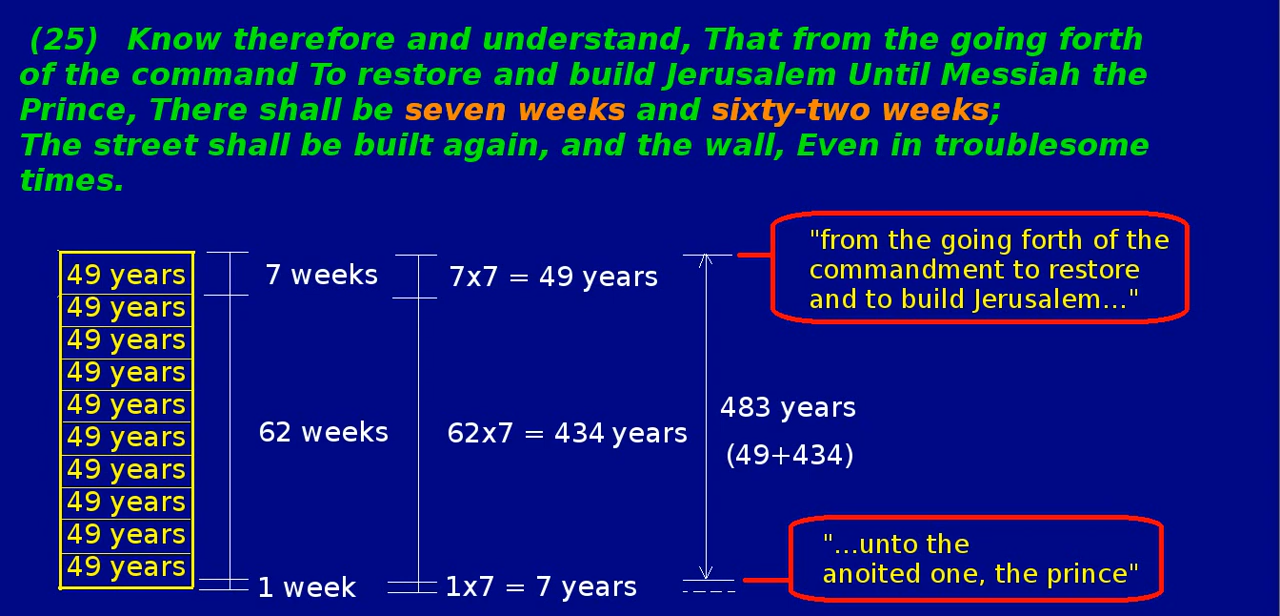 (25) Know therefore and understand, That from the going forth
of the command To restore and build Jerusalem Until Messiah the
Prince, There shall be seven weeks and sixty-two weeks;
The street shall be built again, and the wall, Even in troublesome
times.
"from the going forth of the
commandment to restore
and to build Jerusalem..."
49 years
49 years
49 years
49 years
49 years
49 years
49 years
49 years
49 years
49 years
7 weeks
62 weeks
1 week
7x7 = 49 years
62x7 = 434 years
1x7 = 7 years
483 years
(49+434)
"...unto the
anoited one, the prince"